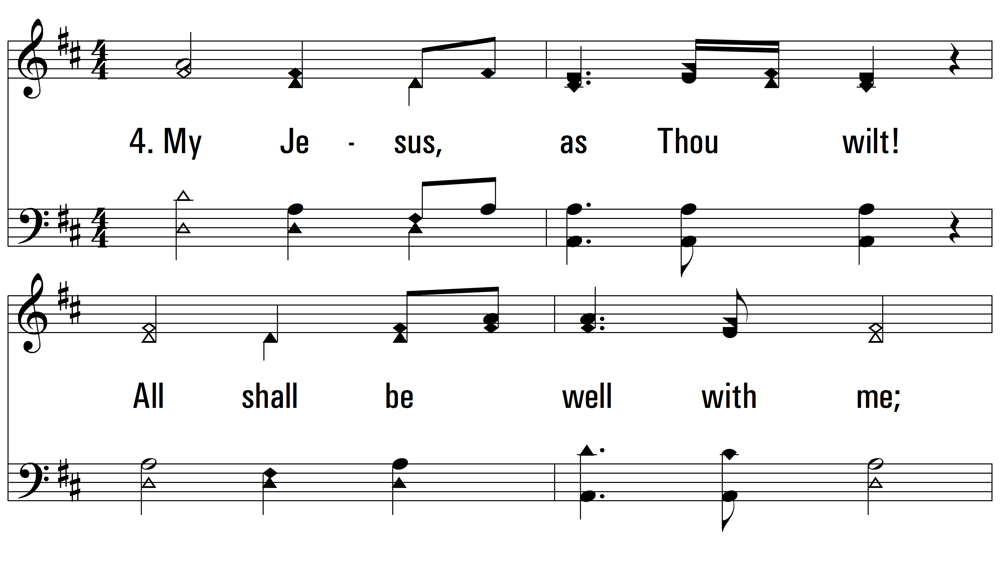 4. My Je - sus, as Thou wilt!
All shall be well with me;